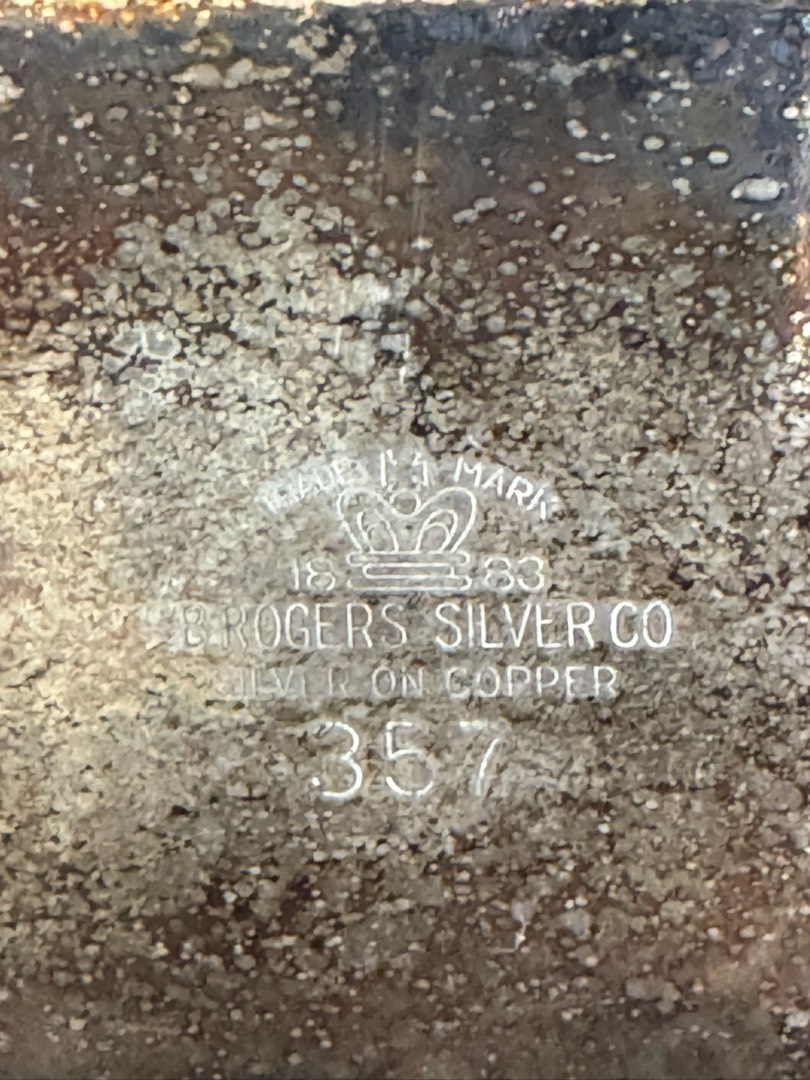 TRADE MARK
18 83
B ROGERS SILVER CO
SILVER ON COPPER
357